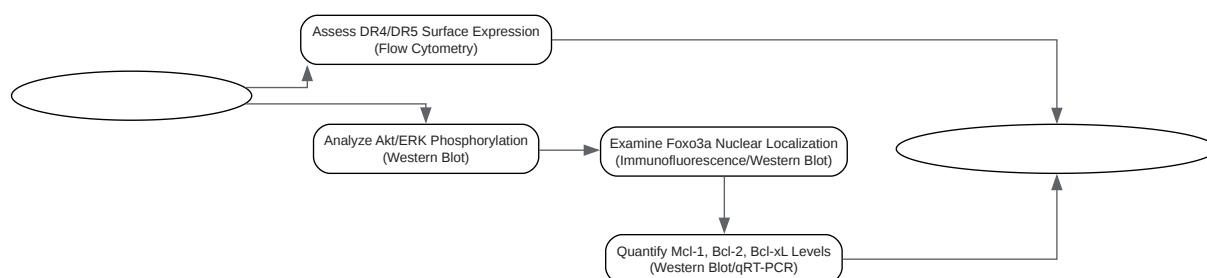 Assess DR4/DR5 Surface Expression
(Flow Cytometry)
Analyze Akt/ERK Phosphorylation
(Western Blot)
Examine Foxo3a Nuclear Localization
(Immunofluorescence/Western Blot)
Quantify Mcl-1, Bcl-2, Bcl-xL Levels
(Western Blot/qRT-PCR)